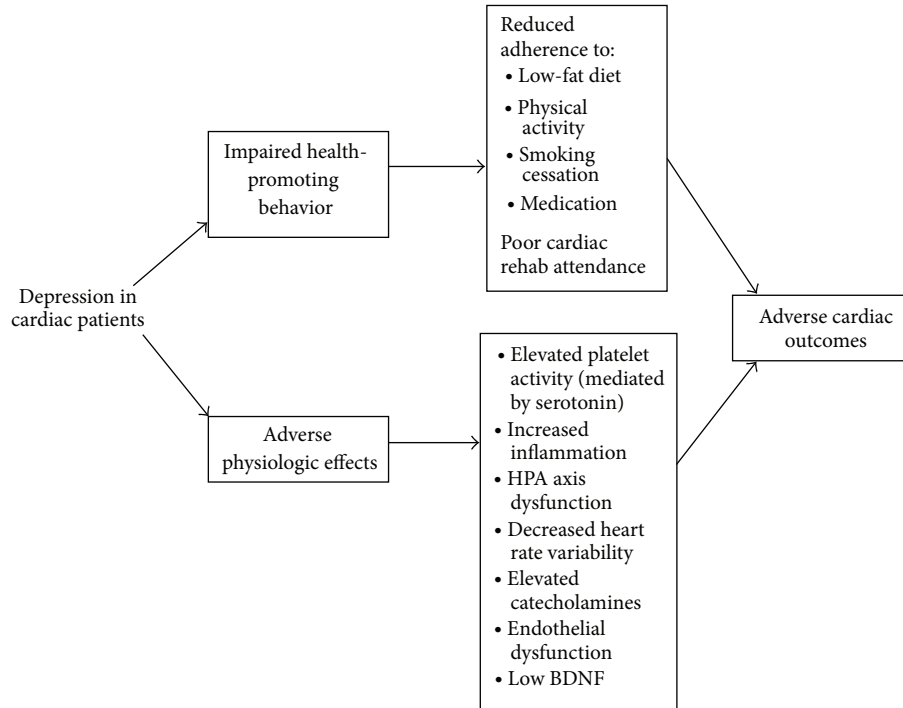 Depression in
cardiac patients
Impaired health-
promoting
behavior
Reduced
adherence to:
• Low-fat diet
• Physical
activity
• Smoking
cessation
• Medication
Poor cardiac
rehab attendance
Adverse
physiologic effects
• Elevated platelet
activity (mediated
by serotonin)
• Increased
inflammation
• HPA axis
dysfunction
• Decreased heart
rate variability
• Elevated
catecholamines
• Endothelial
dysfunction
• Low BDNF
Adverse cardiac
outcomes